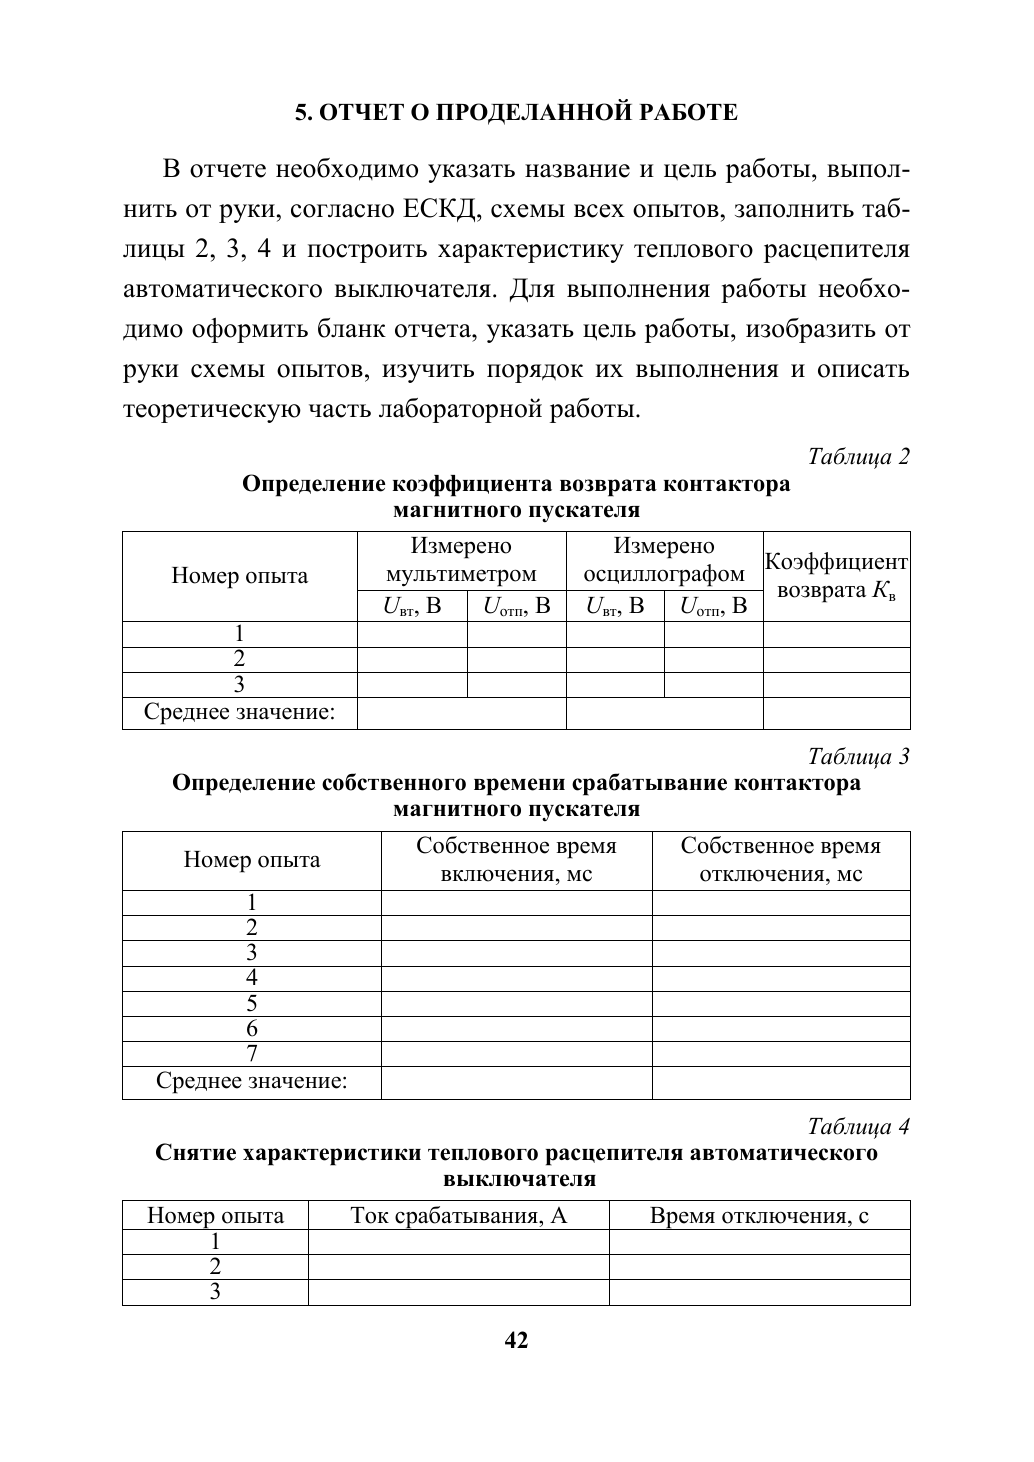 5. ОТЧЕТ О ПРОДЕЛАННОЙ РАБОТЕ
В отчете необходимо указать название и цель работы, выпол-
нить от руки, согласно ЕСКД, схемы всех опытов, заполнить таб-
лицы 2, 3, 4 и построить характеристику теплового расцепителя
автоматического выключателя. Для выполнения работы необхо-
димо оформить бланк отчета, указать цель работы, изобразить от
руки схемы опытов, изучить порядок их выполнения и описать
теоретическую часть лабораторной работы.
Таблица 2
Определение коэффициента возврата контактора
магнитного пускателя
Номер опыта
Измерено
мультиметром
Измерено
осциллографом
Коэффициент
возврата Kв
Uвт, В
Uотп, В
Uвт, В
Uотп, В
1
2
3
Среднее значение:
Таблица 3
Определение собственного времени срабатывание контактора
магнитного пускателя
Номер опыта
Собственное время
включения, мс
Собственное время
отключения, мс
1
2
3
4
5
6
7
Среднее значение:
Таблица 4
Снятие характеристики теплового расцепителя автоматического
выключателя
Номер опыта
Ток срабатывания, А
Время отключения, с
1
2
3
42